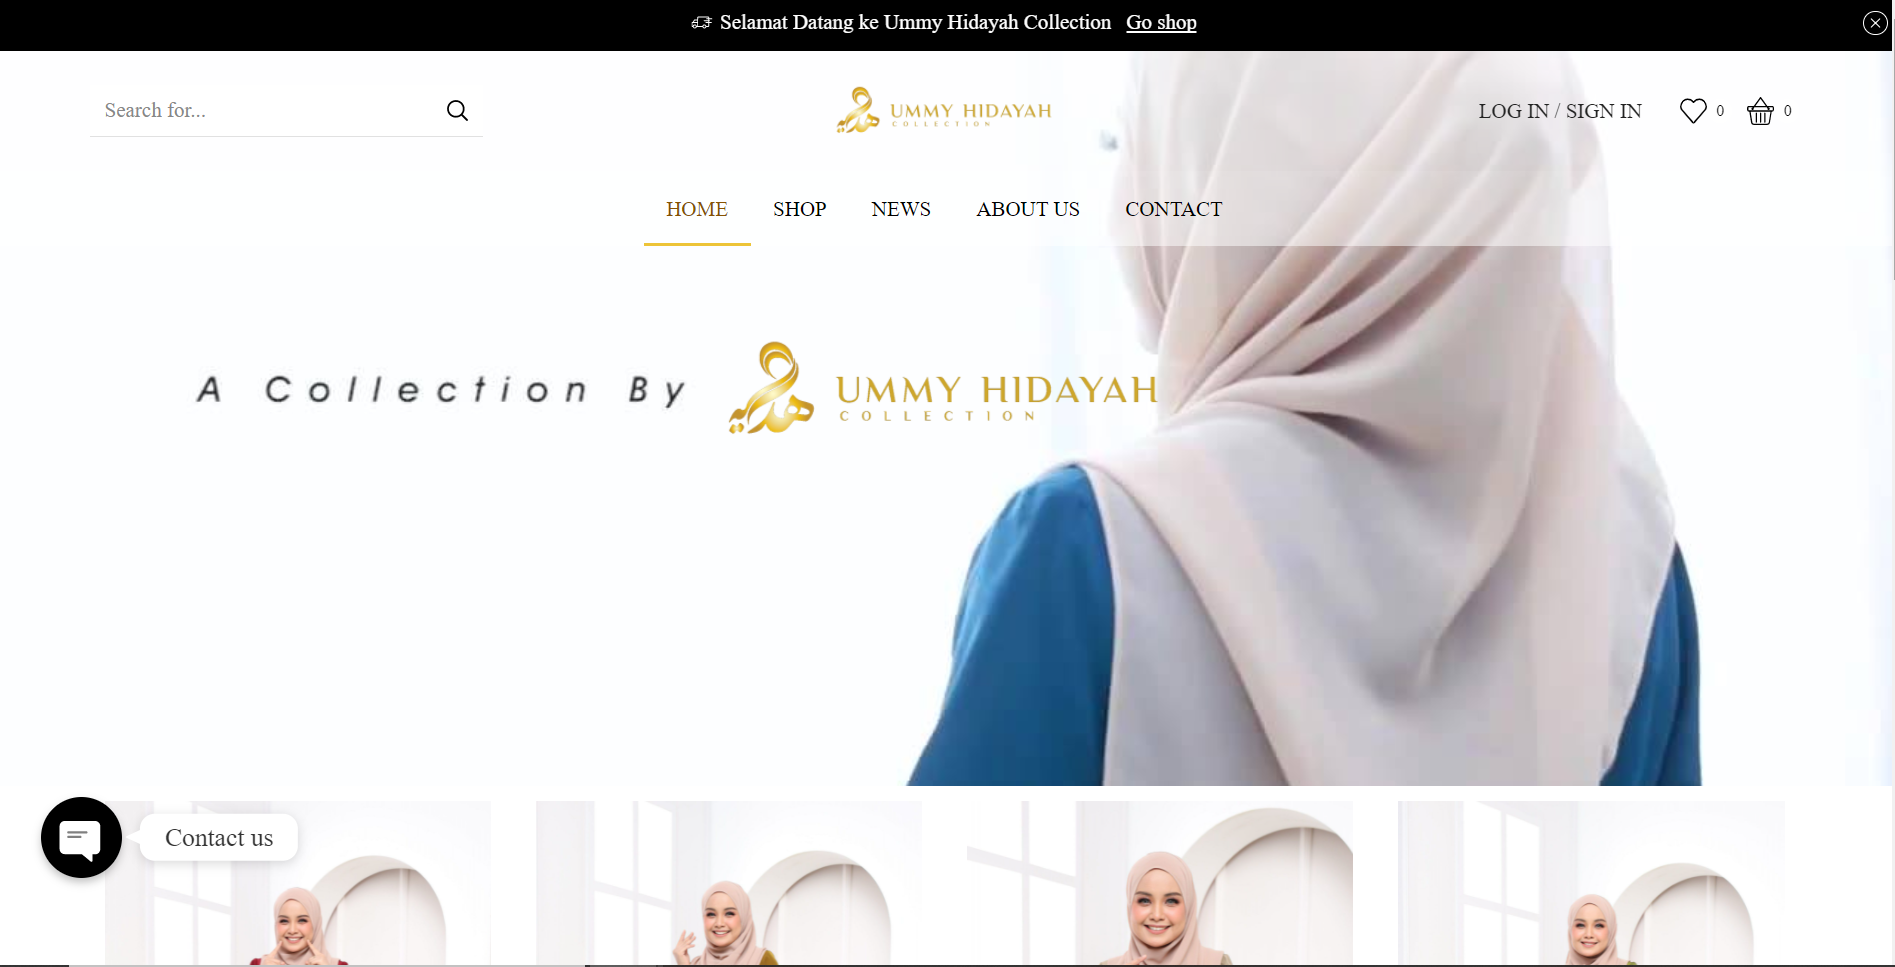 Selamat Datang ke Ummy Hidayah Collection Go shop
Search for...
UMMY HIDAYAH
COLLECTION
LOG IN / SIGN IN
0
0
HOME
SHOP
NEWS
ABOUT US
CONTACT
A Collection By
هداية
UMMY HIDAYAH
COLLECTION
Contact us